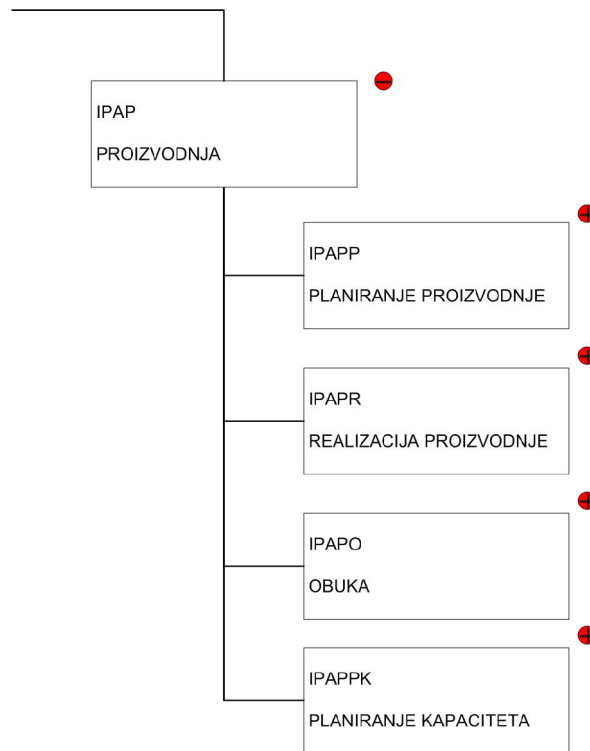 IPAP
PROIZVODNJA
IPAPP
PLANIRANJE PROIZVODNJE
IPAPR
REALIZACIJA PROIZVODNJE
IPAPO
OBUKA
IPAPPK
PLANIRANJE KAPACITETA